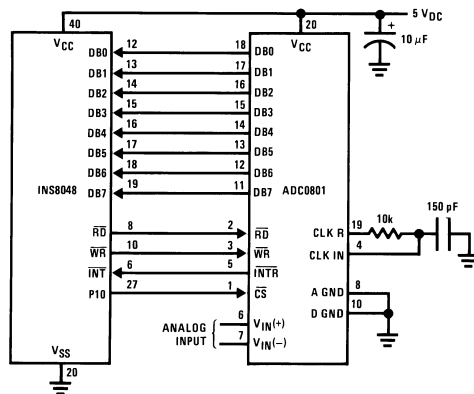 5 VDC
40 20 +
VCC VCC 10 μF
DB0 12 18 DB0
DB1 13 17 DB1
DB2 14 16 DB2
DB3 15 15 DB3
DB4 16 14 DB4
DB5 17 13 DB5
DB6 18 12 DB6
DB7 19 11 DB7
INS8048 ADC0801
150 pF
RD 8 2 RD CLK R 19 10k
WR 10 3 WR CLK IN 4
INT 6 5 INTR
P10 27 1 CS A GND 8
D GND 10
ANALOG INPUT
6 VIN(+)
7 VIN(−)
VSS
20